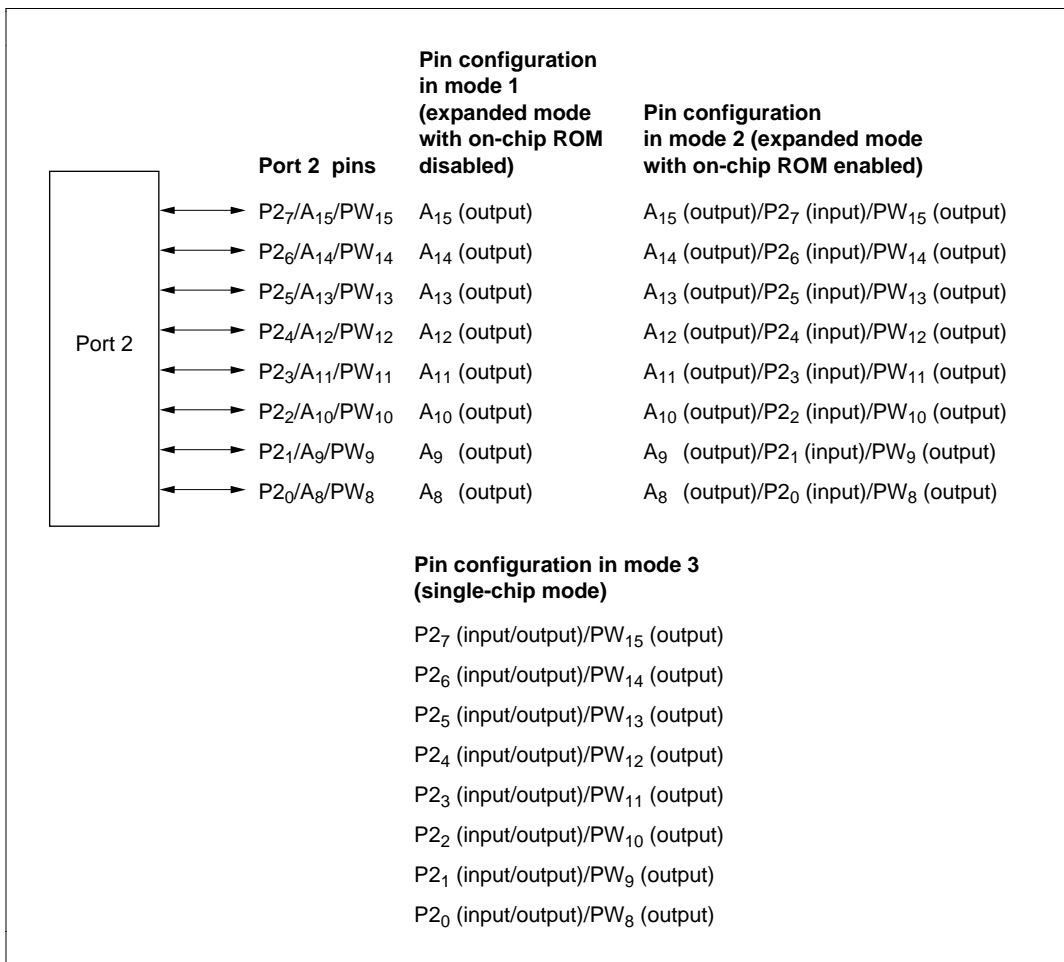 Pin configuration
in mode 1
(expanded mode
with on-chip ROM
disabled)
Pin configuration
in mode 2 (expanded mode
with on-chip ROM enabled)
Port 2 pins
Port 2
P2₇/A₁₅/PW₁₅ A₁₅ (output) A₁₅ (output)/P2₇ (input)/PW₁₅ (output)
P2₆/A₁₄/PW₁₄ A₁₄ (output) A₁₄ (output)/P2₆ (input)/PW₁₄ (output)
P2₅/A₁₃/PW₁₃ A₁₃ (output) A₁₃ (output)/P2₅ (input)/PW₁₃ (output)
P2₄/A₁₂/PW₁₂ A₁₂ (output) A₁₂ (output)/P2₄ (input)/PW₁₂ (output)
P2₃/A₁₁/PW₁₁ A₁₁ (output) A₁₁ (output)/P2₃ (input)/PW₁₁ (output)
P2₂/A₁₀/PW₁₀ A₁₀ (output) A₁₀ (output)/P2₂ (input)/PW₁₀ (output)
P2₁/A₉/PW₉ A₉ (output) A₉ (output)/P2₁ (input)/PW₉ (output)
P2₀/A₈/PW₈ A₈ (output) A₈ (output)/P2₀ (input)/PW₈ (output)
Pin configuration in mode 3
(single-chip mode)
P2₇ (input/output)/PW₁₅ (output)
P2₆ (input/output)/PW₁₄ (output)
P2₅ (input/output)/PW₁₃ (output)
P2₄ (input/output)/PW₁₂ (output)
P2₃ (input/output)/PW₁₁ (output)
P2₂ (input/output)/PW₁₀ (output)
P2₁ (input/output)/PW₉ (output)
P2₀ (input/output)/PW₈ (output)